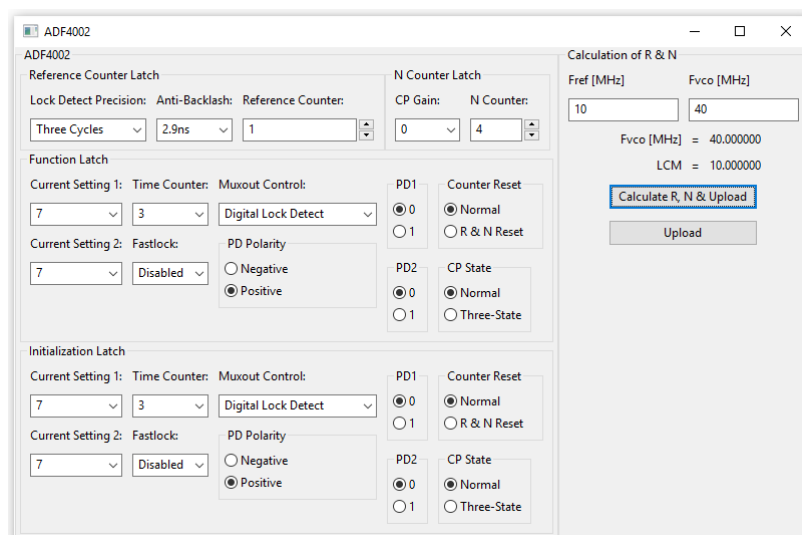 ADF4002
ADF4002
Reference Counter Latch
Lock Detect Precision: Anti-Backlash: Reference Counter:
Three Cycles 2.9ns 1
N Counter Latch
CP Gain: N Counter:
0 4
Function Latch
Current Setting 1: Time Counter: Muxout Control:
7 3 Digital Lock Detect
Current Setting 2: Fastlock:
7 Disabled
PD Polarity
Negative
Positive
PD1
0
1
Counter Reset
Normal
R & N Reset
PD2
0
1
CP State
Normal
Three-State
Initialization Latch
Current Setting 1: Time Counter: Muxout Control:
7 3 Digital Lock Detect
Current Setting 2: Fastlock:
7 Disabled
PD Polarity
Negative
Positive
PD1
0
1
Counter Reset
Normal
R & N Reset
PD2
0
1
CP State
Normal
Three-State
Calculation of R & N
Fref [MHz] Fvco [MHz]
10 40
Fvco [MHz] = 40.000000
LCM = 10.000000
Calculate R, N & Upload
Upload